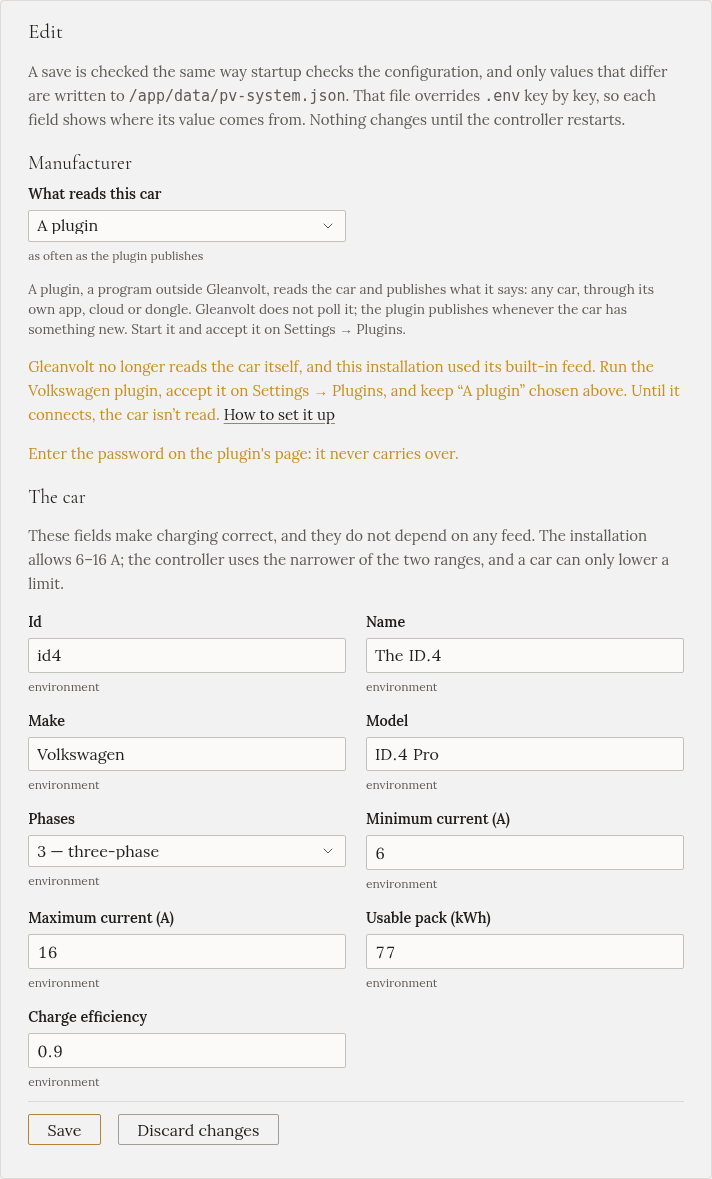 Edit
A save is checked the same way startup checks the configuration, and only values that differ
are written to /app/data/pv-system.json. That file overrides .env key by key, so each
field shows where its value comes from. Nothing changes until the controller restarts.
Manufacturer
What reads this car
A plugin
as often as the plugin publishes
A plugin, a program outside Gleanvolt, reads the car and publishes what it says: any car, through its
own app, cloud or dongle. Gleanvolt does not poll it; the plugin publishes whenever the car has
something new. Start it and accept it on Settings → Plugins.
Gleanvolt no longer reads the car itself, and this installation used its built-in feed. Run the
Volkswagen plugin, accept it on Settings → Plugins, and keep “A plugin” chosen above. Until it
connects, the car isn’t read. How to set it up
Enter the password on the plugin's page: it never carries over.
The car
These fields make charging correct, and they do not depend on any feed. The installation
allows 6–16 A; the controller uses the narrower of the two ranges, and a car can only lower a
limit.
Id
Name
id4
The ID.4
environment
environment
Make
Model
Volkswagen
ID.4 Pro
environment
environment
Phases
Minimum current (A)
3 — three-phase
6
environment
environment
Maximum current (A)
Usable pack (kWh)
16
77
environment
environment
Charge efficiency
0.9
environment
Save
Discard changes